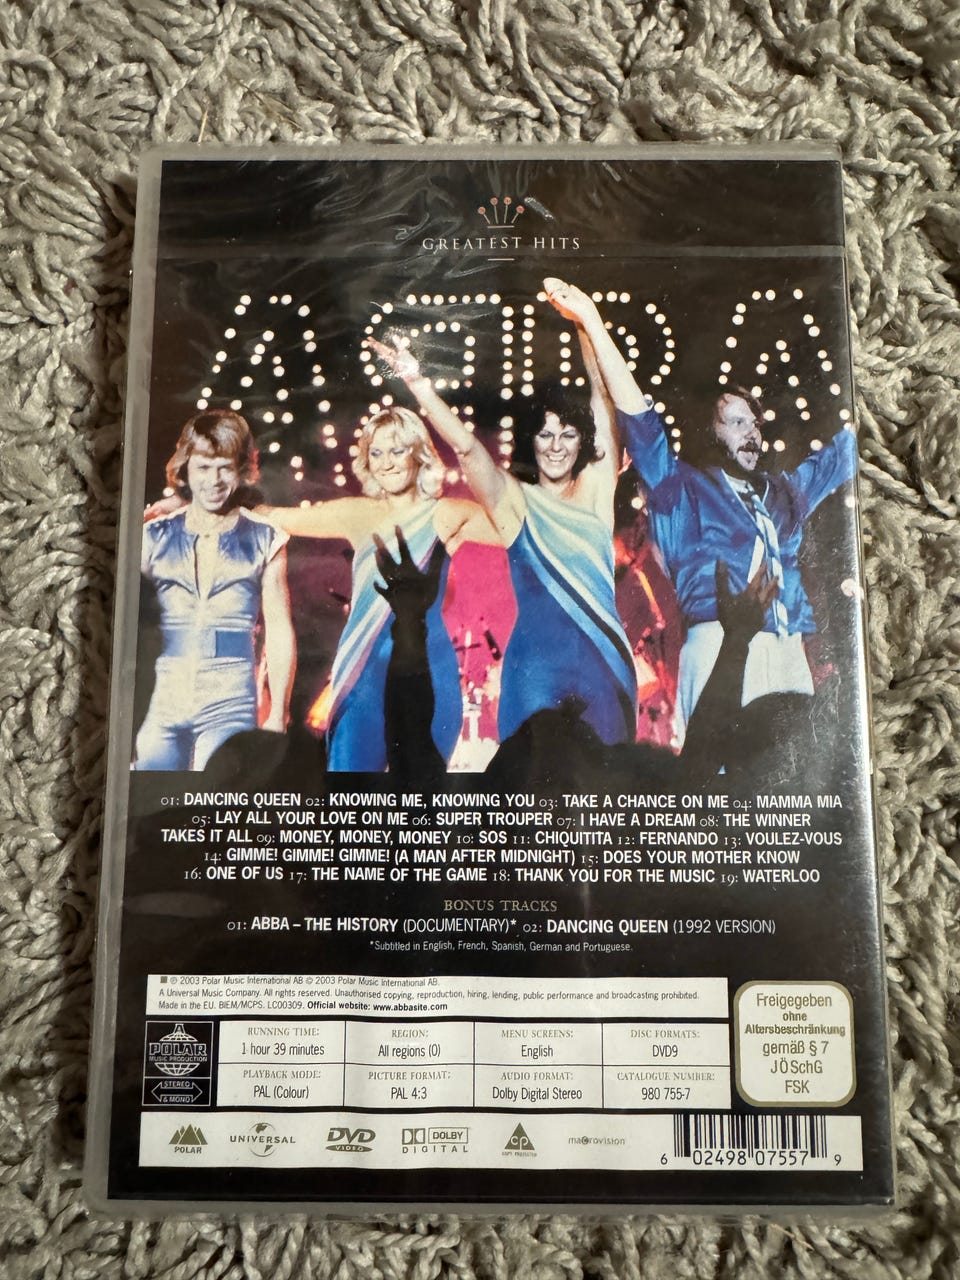 GREATEST HITS
ABBA
01: DANCING QUEEN 02: KNOWING ME, KNOWING YOU 03: TAKE A CHANCE ON ME 04: MAMMA MIA
05: LAY ALL YOUR LOVE ON ME 06: SUPER TROUPER 07: I HAVE A DREAM 08: THE WINNER
TAKES IT ALL 09: MONEY, MONEY, MONEY 10: SOS 11: CHIQUITITA 12: FERNANDO 13: VOULEZ-VOUS
14: GIMME! GIMME! GIMME! (A MAN AFTER MIDNIGHT) 15: DOES YOUR MOTHER KNOW
16: ONE OF US 17: THE NAME OF THE GAME 18: THANK YOU FOR THE MUSIC 19: WATERLOO
BONUS TRACKS
01: ABBA – THE HISTORY (DOCUMENTARY)* 02: DANCING QUEEN (1992 VERSION)
*Subtitled in English, French, Spanish, German and Portuguese.
℗ 2003 Polar Music International AB © 2003 Polar Music International AB.
A Universal Music Company. All rights reserved. Unauthorised copying, reproduction, hiring, lending, public performance and broadcasting prohibited.
Made in the EU. BIEM/MCPS. LC00309. Official website: www.abbasite.com
A
POLAR
MUSIC PRODUCTION
STEREO
& MONO
RUNNING TIME:
1 hour 39 minutes
REGION:
All regions (0)
MENU SCREENS:
English
DISC FORMATS:
DVD9
PLAYBACK MODE:
PAL (Colour)
PICTURE FORMAT:
PAL 4:3
AUDIO FORMAT:
Dolby Digital Stereo
CATALOGUE NUMBER:
980 755-7
Freigegeben
ohne
Altersbeschränkung
gemäß § 7
JÖSchG
FSK
POLAR
UNIVERSAL
DVD
VIDEO
DOLBY
DIGITAL
cp
COPY PROTECTED
macrovision
6 02498 07557 9